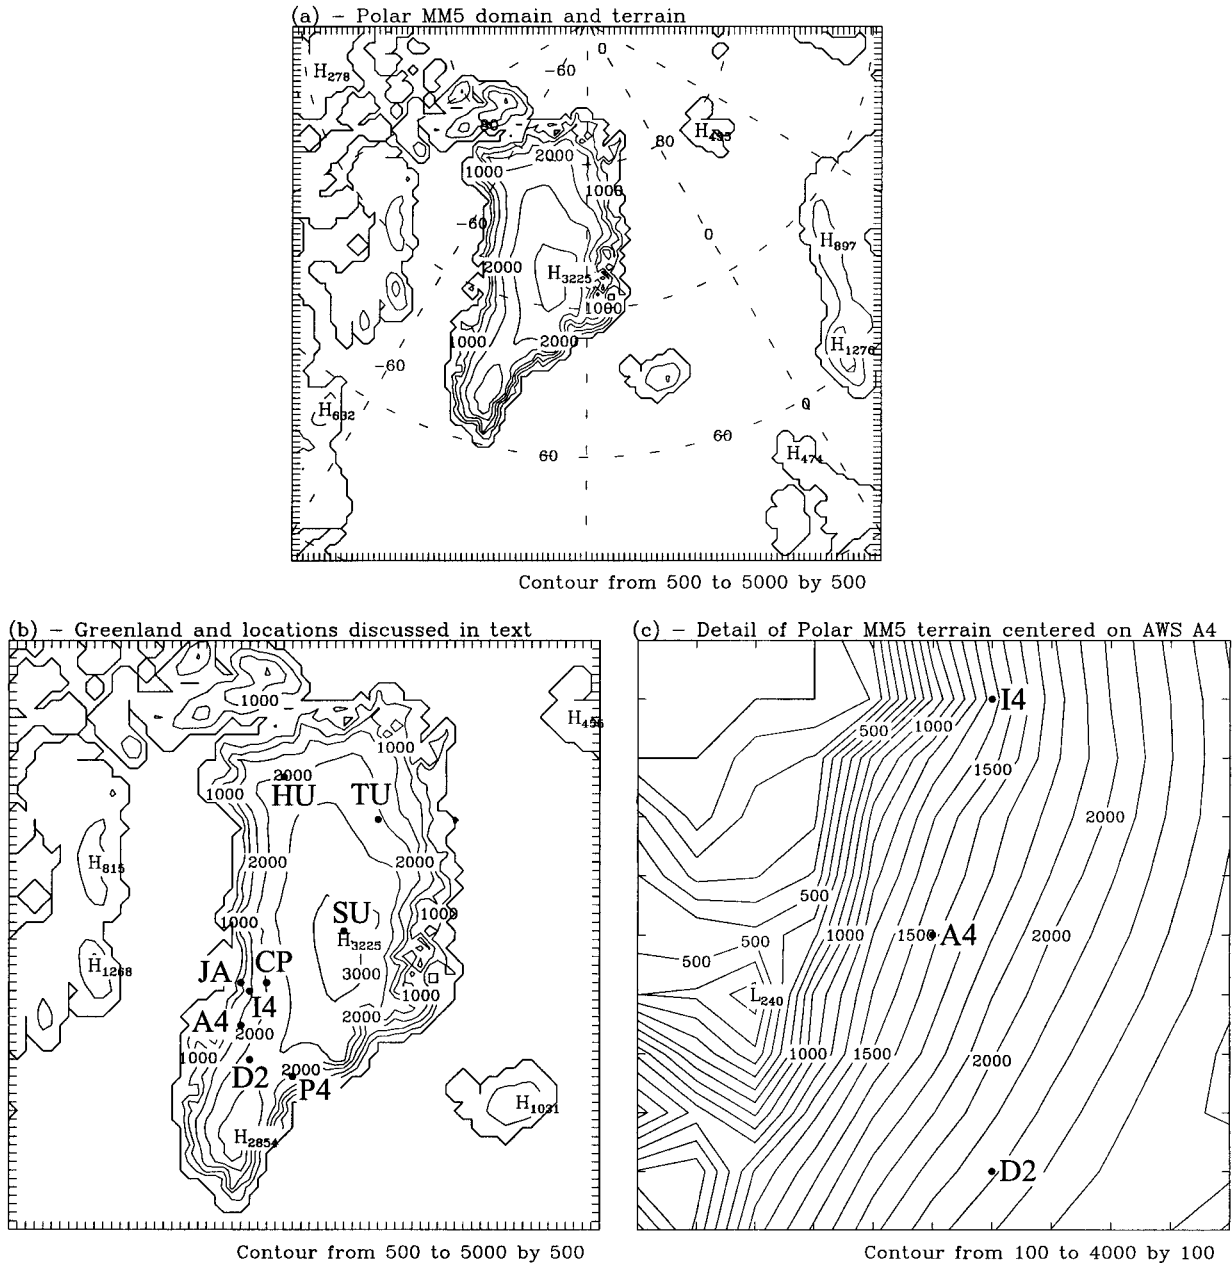 (a) – Polar MM5 domain and terrain
0
-60
H278
80
H435
80
2000
1000
1000
-60
0
H897
2000
H3225
1000
1000
2000
H1276
-60
0
H632
60
60
H474
Contour from 500 to 5000 by 500
(b) – Greenland and locations discussed in text
1000
H456
1000
2000
1000
HU
TU
H815
2000
2000
1000
SU
1000
H3225
H1268
JA
CP
3000
1000
I4
A4
2000
2000
1000
D2
2000
P4
H1031
H2854
Contour from 500 to 5000 by 500
(c) – Detail of Polar MM5 terrain centered on AWS A4
I4
500
1000
1500
2000
500
500
1000
1500
A4
2000
500
L240
1000
1500
2000
D2
Contour from 100 to 4000 by 100